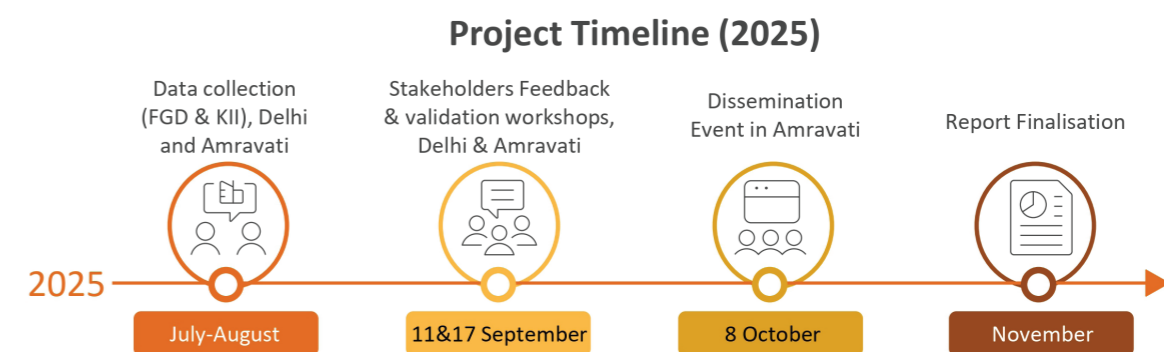 Project Timeline (2025)
Data collection
(FGD & KII), Delhi
and Amravati
Stakeholders Feedback
& validation workshops,
Delhi & Amravati
Dissemination
Event in Amravati
Report Finalisation
2025
July-August
11&17 September
8 October
November